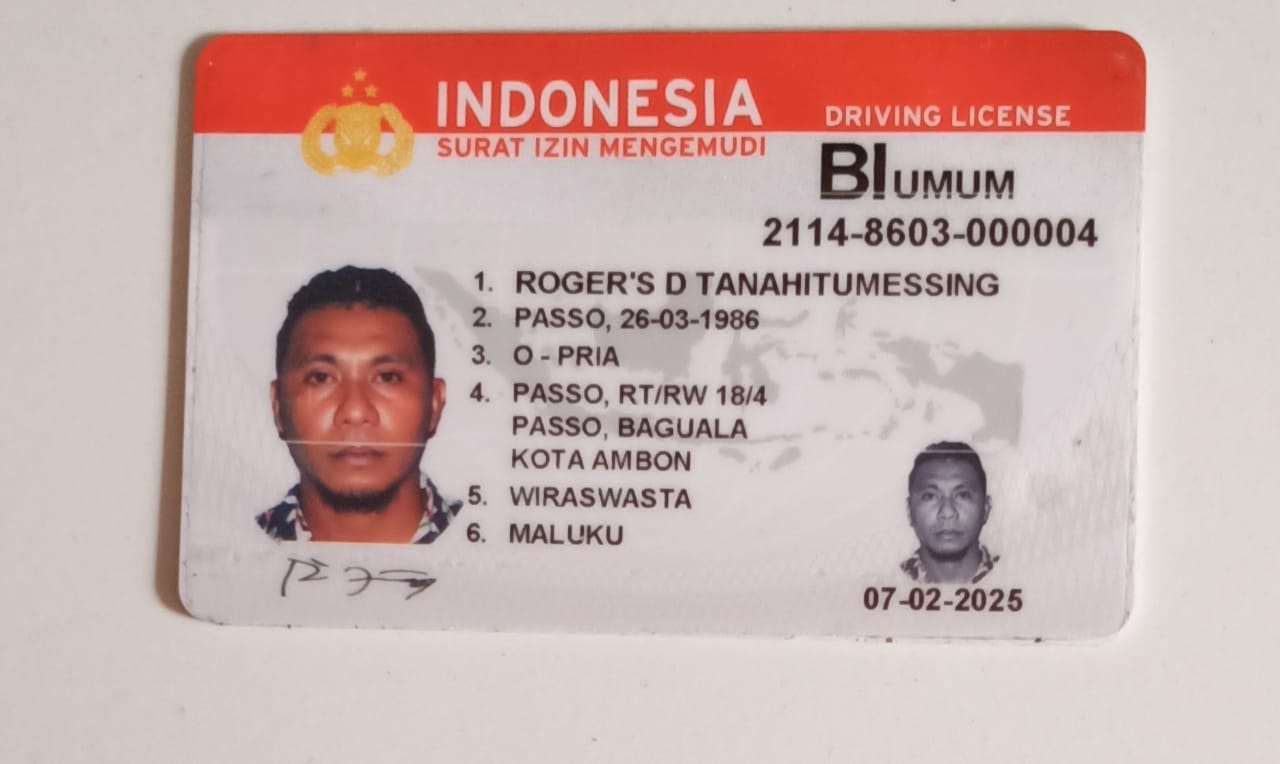 INDONESIA
SURAT IZIN MENGEMUDI
DRIVING LICENSE
BI UMUM
2114-8603-000004
1. ROGER'S D TANAHITUMESSING
2. PASSO, 26-03-1986
3. O - PRIA
4. PASSO, RT/RW 18/4
PASSO, BAGUALA
KOTA AMBON
5. WIRASWASTA
6. MALUKU
07-02-2025